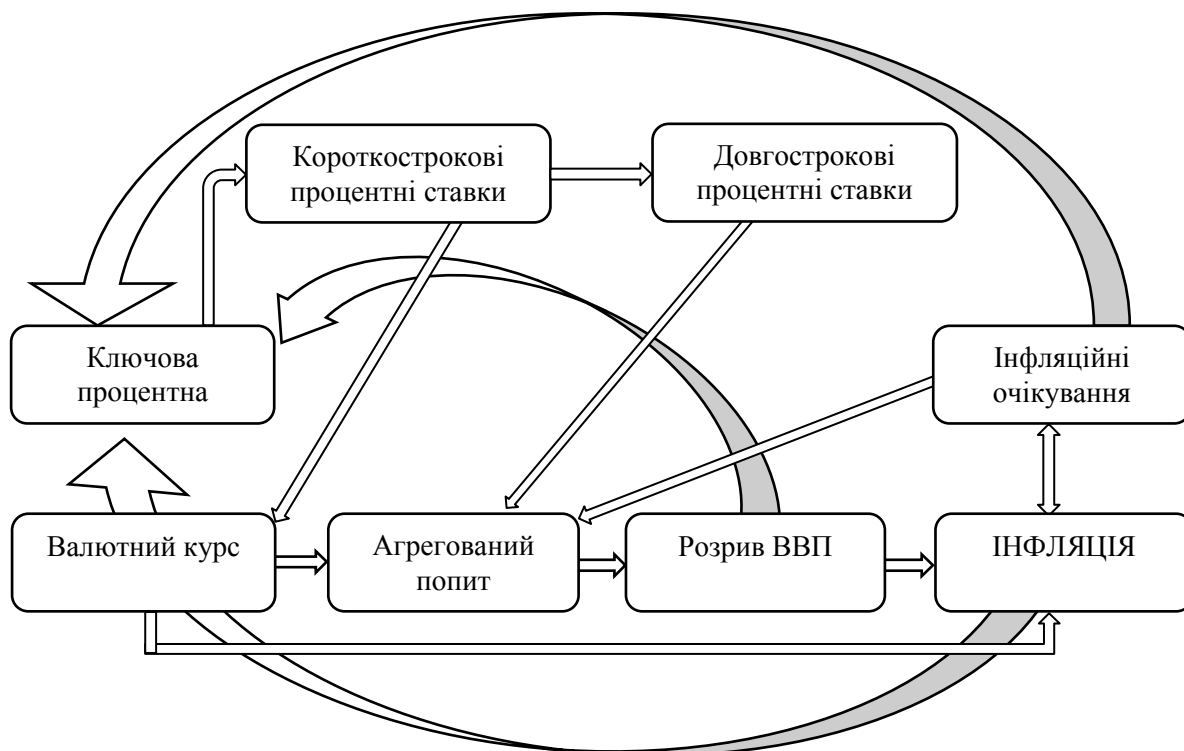 Короткострокові
процентні ставки
Довгострокові
процентні ставки
Ключова
процентна
Інфляційні
очікування
Валютний курс
Агрегований
попит
Розрив ВВП
ІНФЛЯЦІЯ